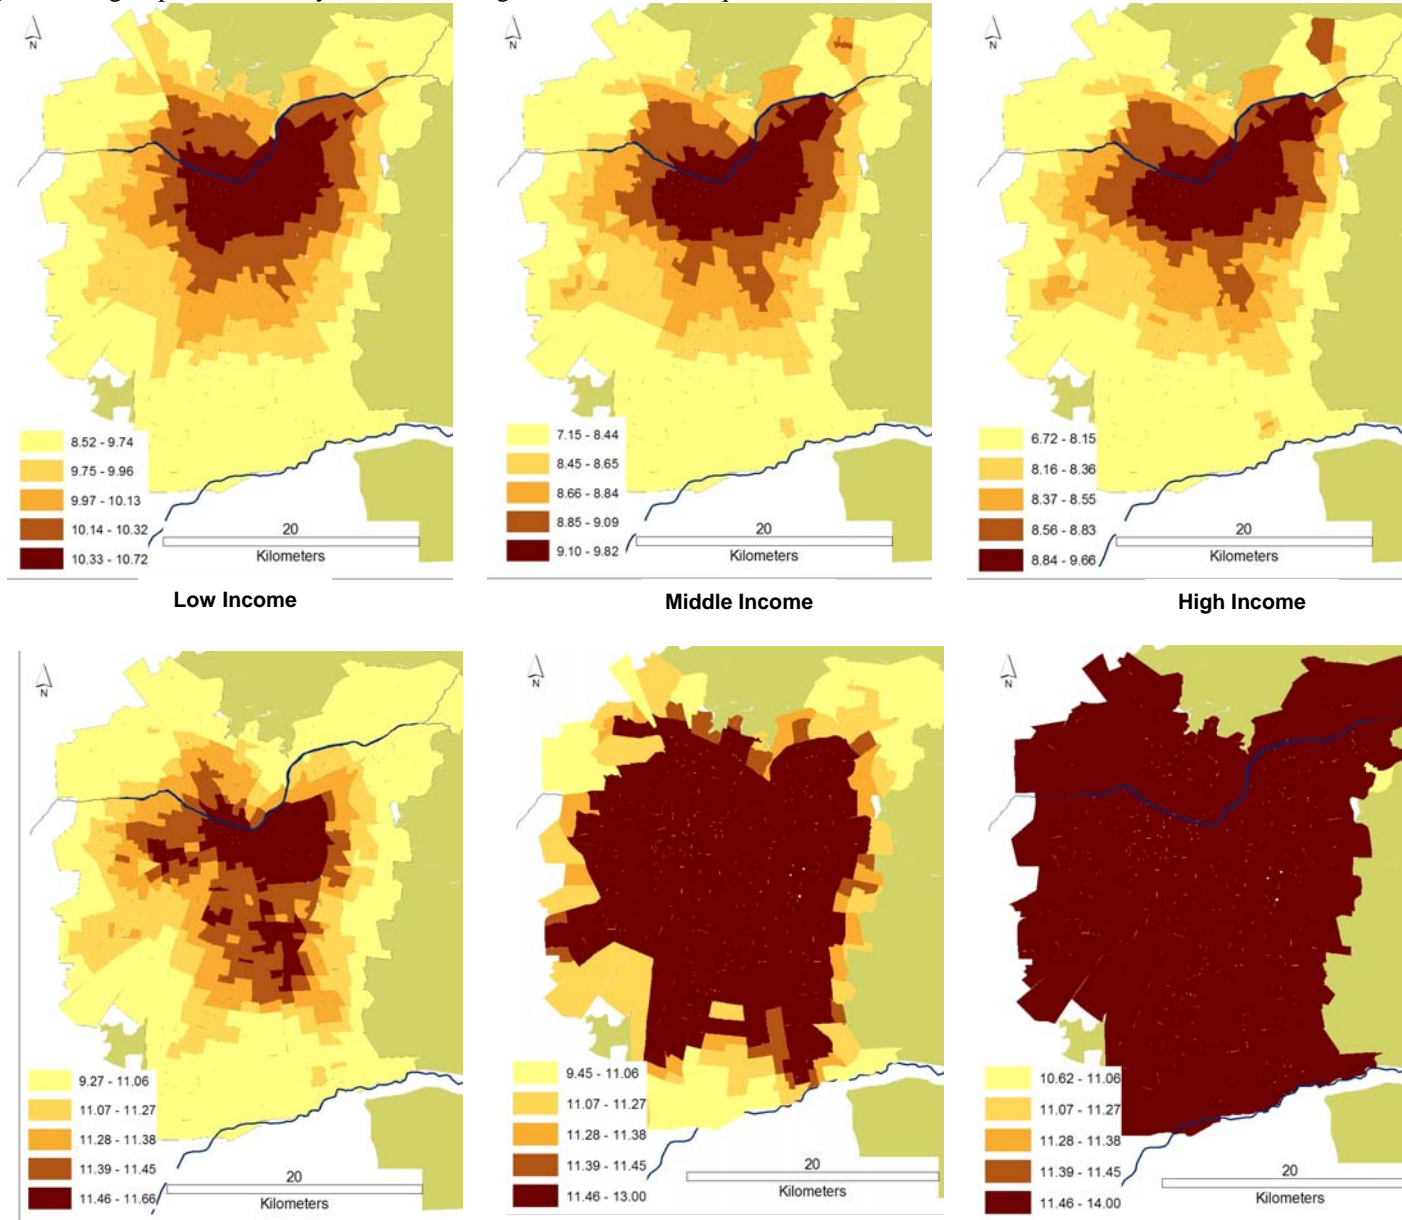 N
N
N
8.52 - 9.74
9.75 - 9.96
9.97 - 10.13
10.14 - 10.32
10.33 - 10.72
20
Kilometers
7.15 - 8.44
8.45 - 8.65
8.66 - 8.84
8.85 - 9.09
9.10 - 9.82
20
Kilometers
6.72 - 8.15
8.16 - 8.36
8.37 - 8.55
8.56 - 8.83
8.84 - 9.66
20
Kilometers
Low Income
Middle Income
High Income
N
N
N
9.27 - 11.06
11.07 - 11.27
11.28 - 11.38
11.39 - 11.45
11.46 - 11.66
20
Kilometers
9.45 - 11.06
11.07 - 11.27
11.28 - 11.38
11.39 - 11.45
11.46 - 13.00
20
Kilometers
10.62 - 11.06
11.07 - 11.27
11.28 - 11.38
11.39 - 11.45
11.46 - 14.00
20
Kilometers